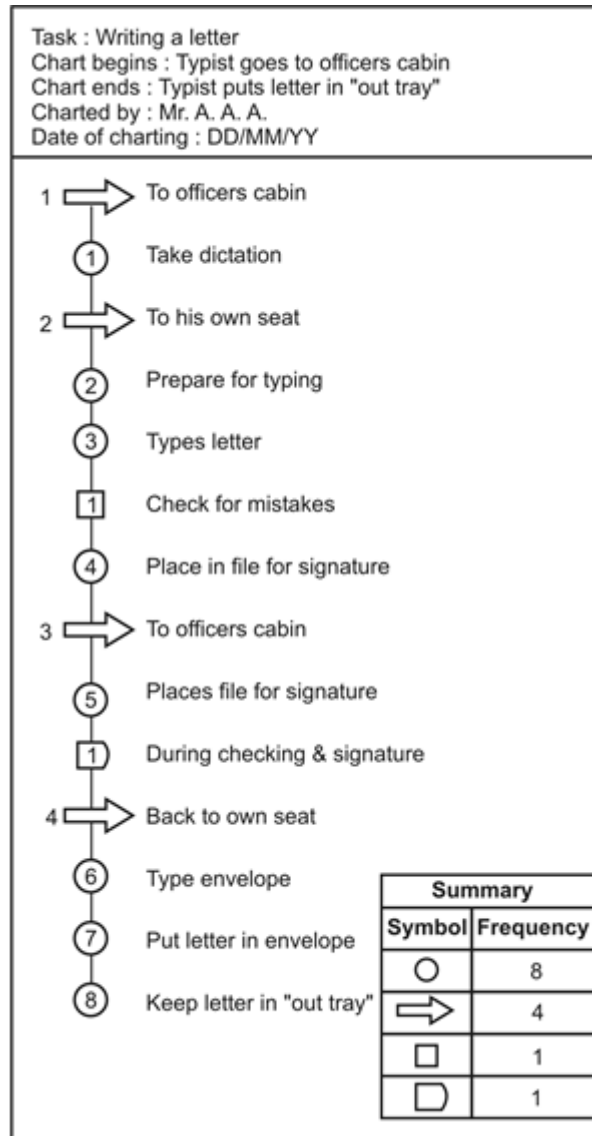 Task : Writing a letter
Chart begins : Typist goes to officers cabin
Chart ends : Typist puts letter in "out tray"
Charted by : Mr. A. A. A.
Date of charting : DD/MM/YY
1 To officers cabin
1 Take dictation
2 To his own seat
2 Prepare for typing
3 Types letter
1 Check for mistakes
4 Place in file for signature
3 To officers cabin
5 Places file for signature
1 During checking & signature
4 Back to own seat
6 Type envelope
7 Put letter in envelope
8 Keep letter in "out tray"
Summary
Symbol Frequency
8
4
1
1